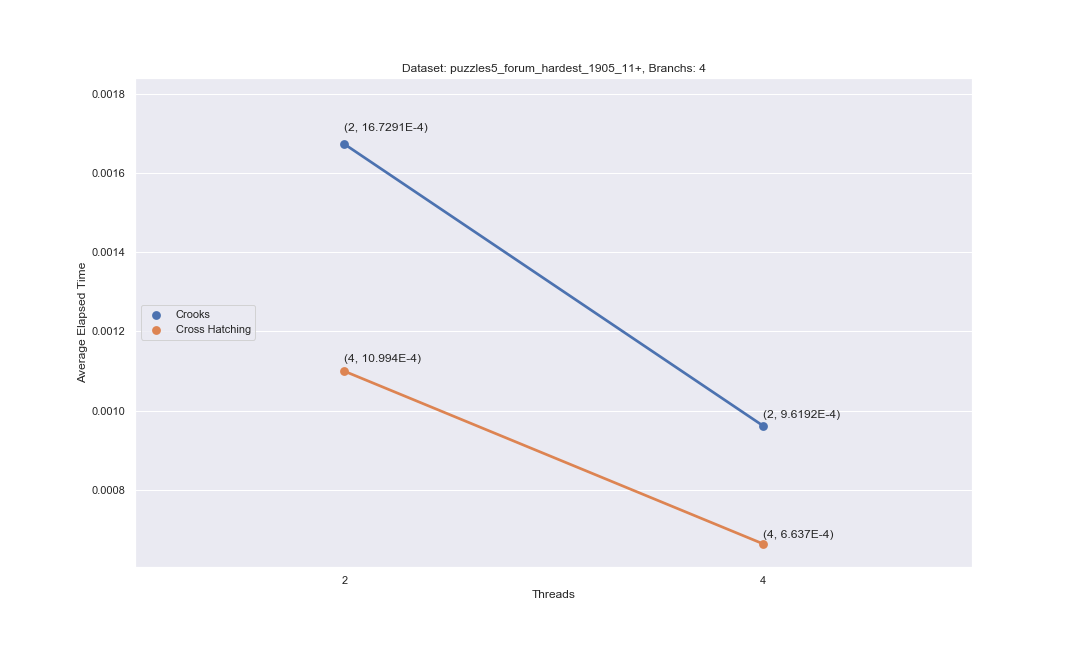 Dataset: puzzles5_forum_hardest_1905_11+, Branchs: 4
0.0018
(2, 16.7291E-4)
0.0016
0.0014
Average Elapsed Time
Crooks
Cross Hatching
0.0012
(4, 10.994E-4)
0.0010
(2, 9.6192E-4)
0.0008
(4, 6.637E-4)
2
4
Threads